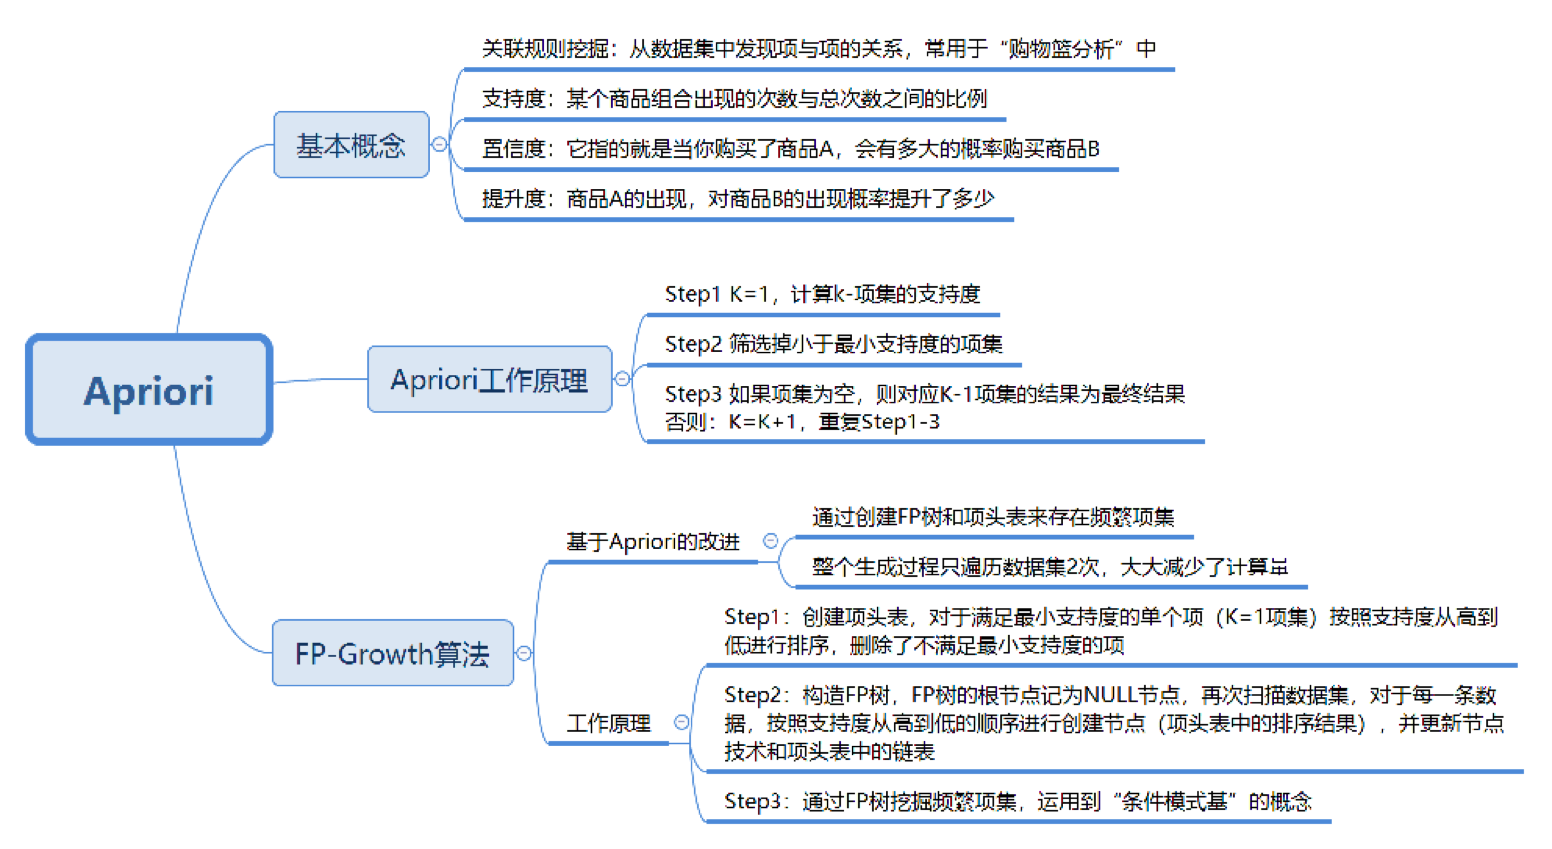 关联规则挖掘：从数据集中发现项与项的关系，常用于“购物篮分析”中
支持度：某个商品组合出现的次数与总次数之间的比例
基本概念
置信度：它指的就是当你购买了商品A，会有多大的概率购买商品B
提升度：商品A的出现，对商品B的出现概率提升了多少
Step1 K=1，计算k-项集的支持度
Step2 筛选掉小于最小支持度的项集
Apriori
Apriori工作原理
Step3 如果项集为空，则对应K-1项集的结果为最终结果
否则：K=K+1，重复Step1-3
通过创建FP树和项头表来存在频繁项集
基于Apriori的改进
整个生成过程只遍历数据集2次，大大减少了计算量
Step1：创建项头表，对于满足最小支持度的单个项（K=1项集）按照支持度从高到
低进行排序，删除了不满足最小支持度的项
FP-Growth算法
Step2：构造FP树，FP树的根节点记为NULL节点，再次扫描数据集，对于每一条数
据，按照支持度从高到低的顺序进行创建节点（项头表中的排序结果），并更新节点
技术和项头表中的链表
工作原理
Step3：通过FP树挖掘频繁项集，运用到“条件模式基”的概念